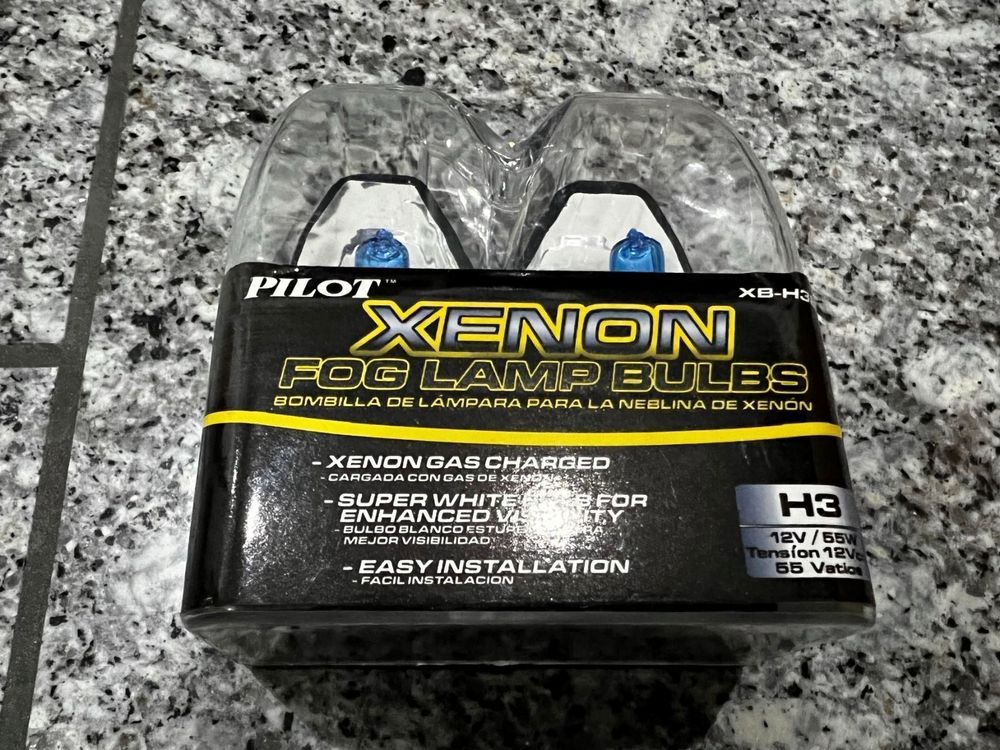 PILOT™
XB-H3
XENON
FOG LAMP BULBS
BOMBILLA DE LÁMPARA PARA LA NEBLINA DE XENÓN
- XENON GAS CHARGED
- CARGADA CON GAS DE XENON
- SUPER WHITE FOR
ENHANCED
BULBO BLANCO
MEJOR VISIBILIDAD
- EASY INSTALLATION
- FACIL INSTALACION
H3
12V / 55W
Tensíon
55 Vatios